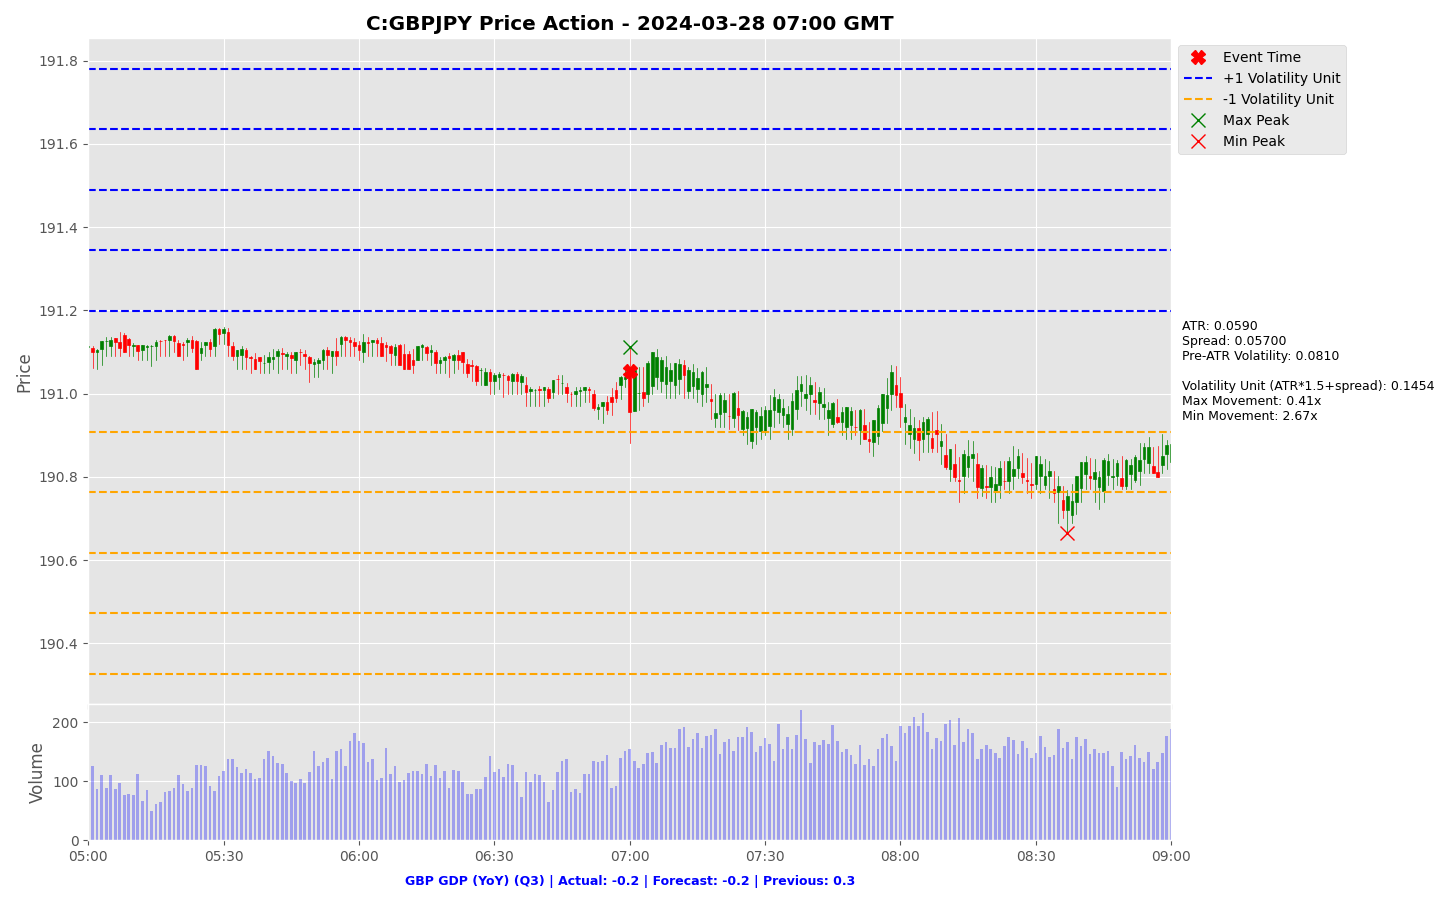 C:GBPJPY Price Action - 2024-03-28 07:00 GMT
Event Time
+1 Volatility Unit
-1 Volatility Unit
Max Peak
Min Peak
Price
191.8
191.6
191.4
191.2
191.0
190.8
190.6
190.4
ATR: 0.0590
Spread: 0.05700
Pre-ATR Volatility: 0.0810
Volatility Unit (ATR*1.5+spread): 0.1454
Max Movement: 0.41x
Min Movement: 2.67x
Volume
200
100
0
05:00 05:30 06:00 06:30 07:00 07:30 08:00 08:30 09:00
GBP GDP (YoY) (Q3) | Actual: -0.2 | Forecast: -0.2 | Previous: 0.3